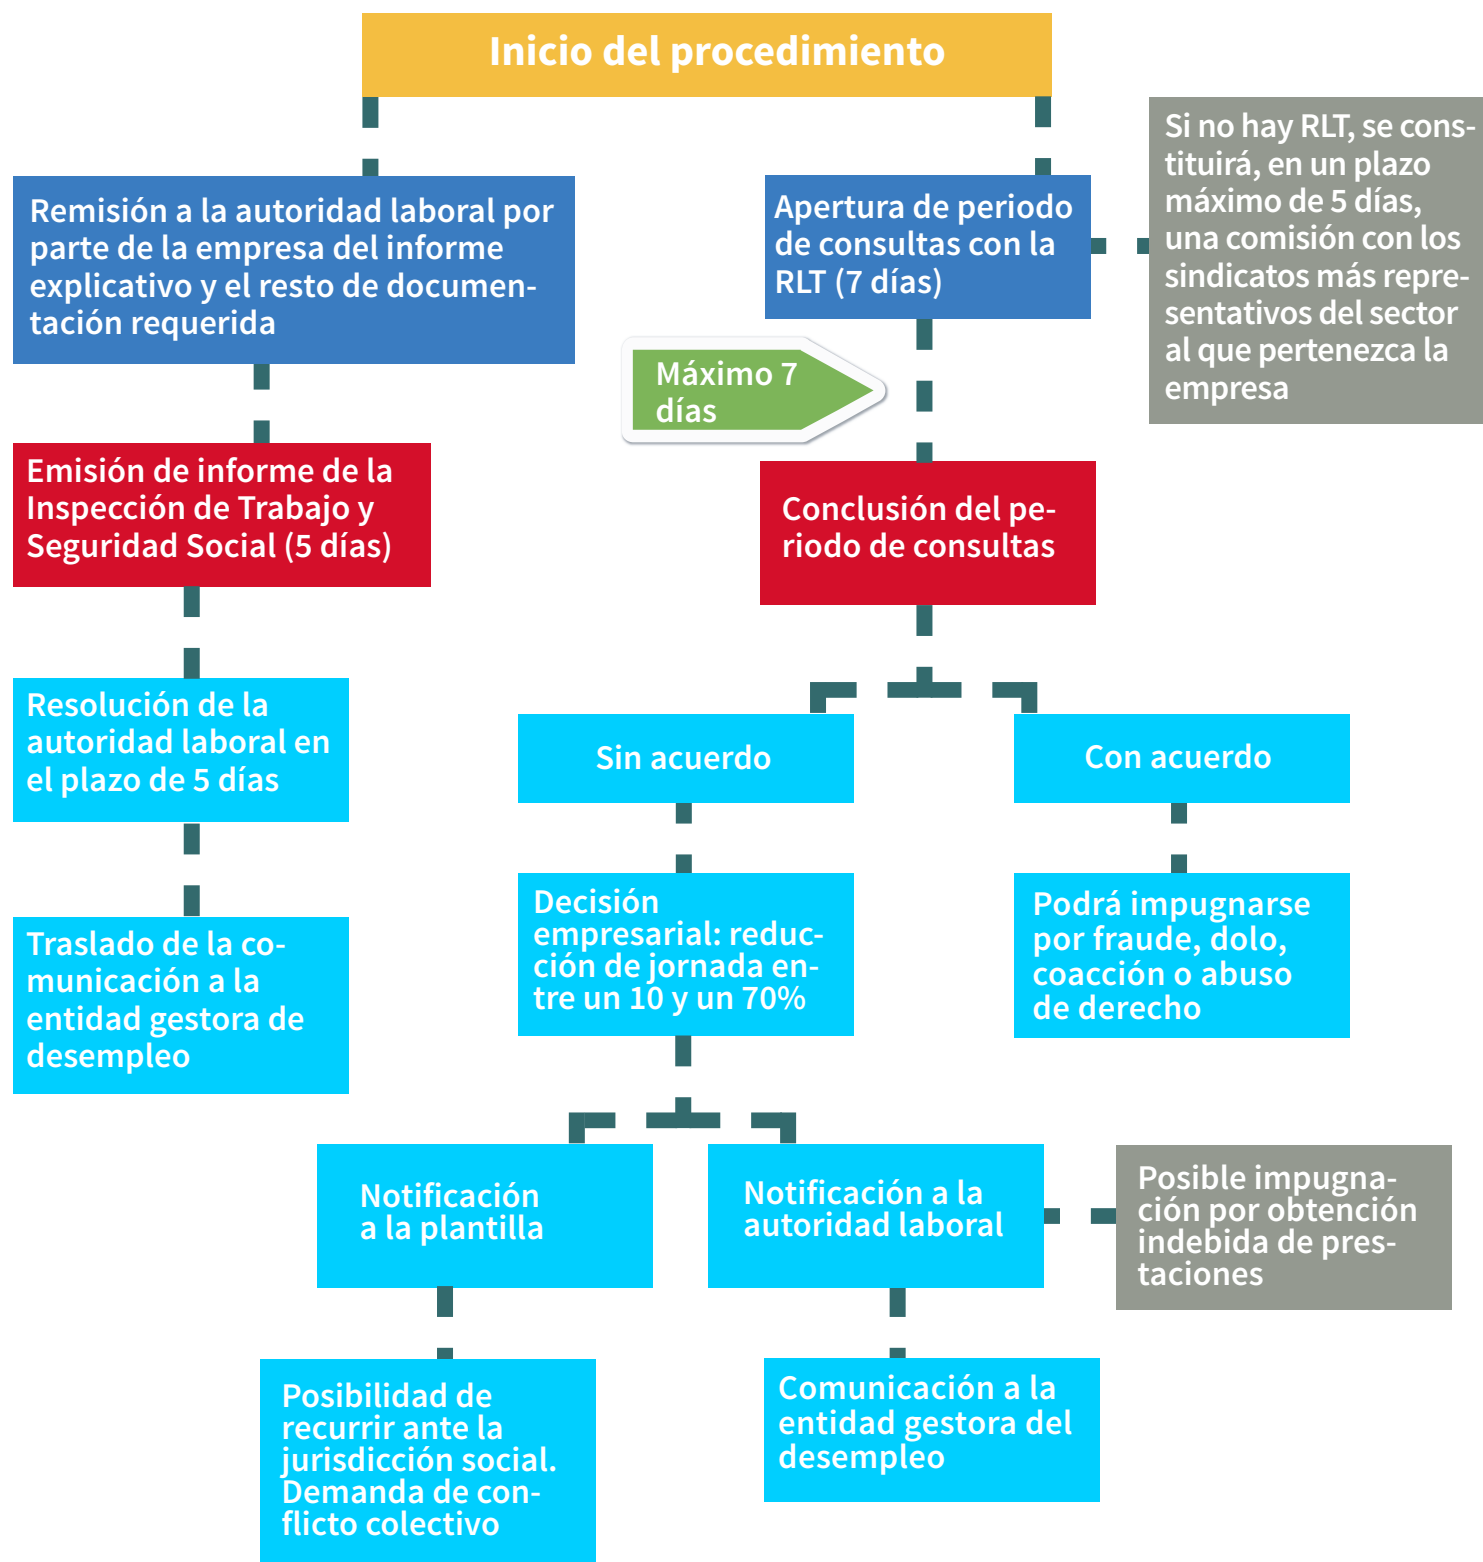 Inicio del procedimiento
Remisión a la autoridad laboral por
parte de la empresa del informe
explicativo y el resto de documen-
tación requerida
Apertura de periodo
de consultas con la
RLT (7 días)
Si no hay RLT, se cons-
tituirá, en un plazo
máximo de 5 días,
una comisión con los
sindicatos más repre-
sentativos del sector
al que pertenezca la
empresa
Máximo 7
días
Emisión de informe de la
Inspección de Trabajo y
Seguridad Social (5 días)
Conclusión del pe-
riodo de consultas
Resolución de la
autoridad laboral en
el plazo de 5 días
Sin acuerdo
Con acuerdo
Traslado de la co-
municación a la
entidad gestora de
desempleo
Decisión
empresarial: reduc-
ción de jornada en-
tre un 10 y un 70%
Podrá impugnarse
por fraude, dolo,
coacción o abuso
de derecho
Notificación
a la plantilla
Notificación a la
autoridad laboral
Posible impugna-
ción por obtención
indebida de pres-
taciones
Posibilidad de
recurrir ante la
jurisdicción social.
Demanda de con-
flicto colectivo
Comunicación a la
entidad gestora del
desempleo